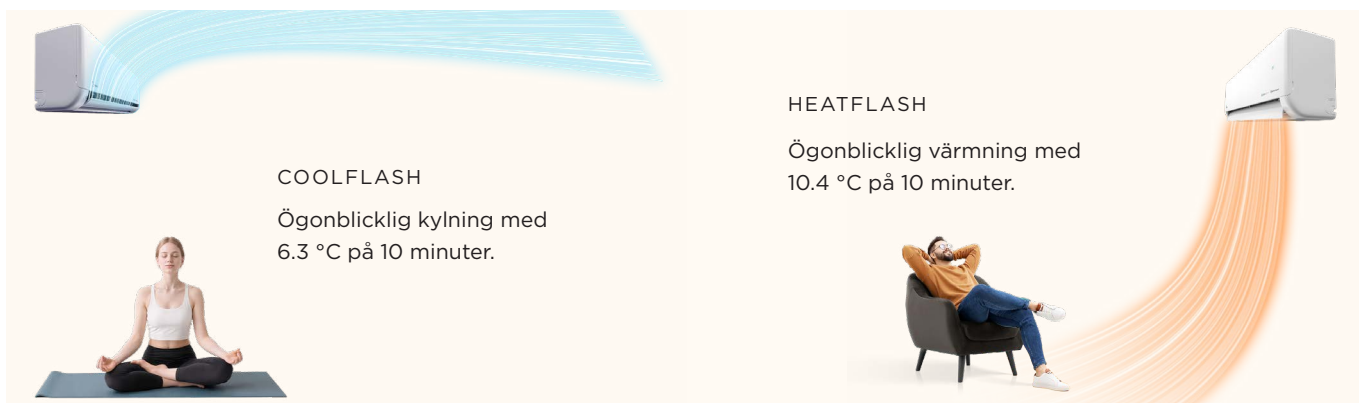 COOLFLASH
Ögonblicklig kylning med
6.3 °C på 10 minuter.
HEATFLASH
Ögonblicklig värmning med
10.4 °C på 10 minuter.